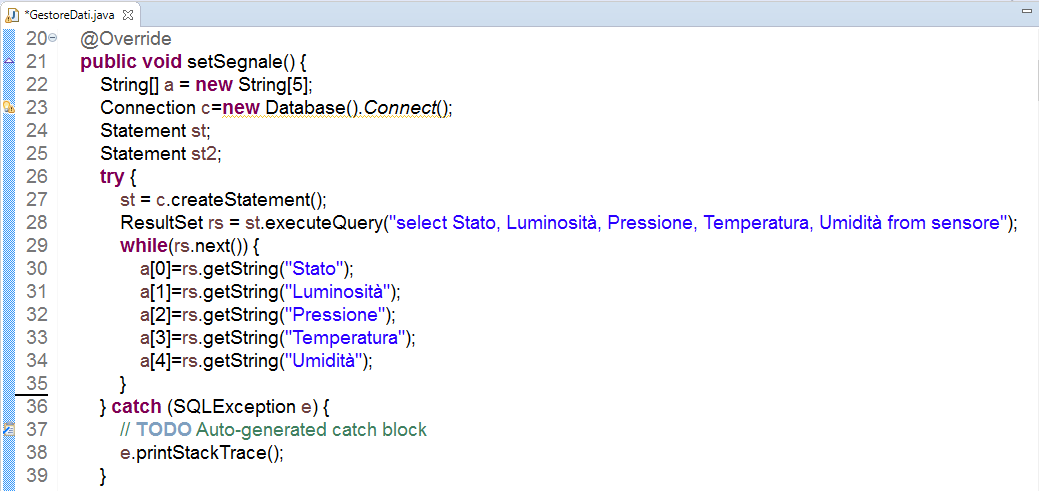 *GestoreDati.java
20 @Override
21 public void setSegnale() {
22 String[] a = new String[5];
23 Connection c=new Database().Connect();
24 Statement st;
25 Statement st2;
26 try {
27 st = c.createStatement();
28 ResultSet rs = st.executeQuery("select Stato, Luminosità, Pressione, Temperatura, Umidità from sensore");
29 while(rs.next()) {
30 a[0]=rs.getString("Stato");
31 a[1]=rs.getString("Luminosità");
32 a[2]=rs.getString("Pressione");
33 a[3]=rs.getString("Temperatura");
34 a[4]=rs.getString("Umidità");
35 }
36 } catch (SQLException e) {
37 // TODO Auto-generated catch block
38 e.printStackTrace();
39 }